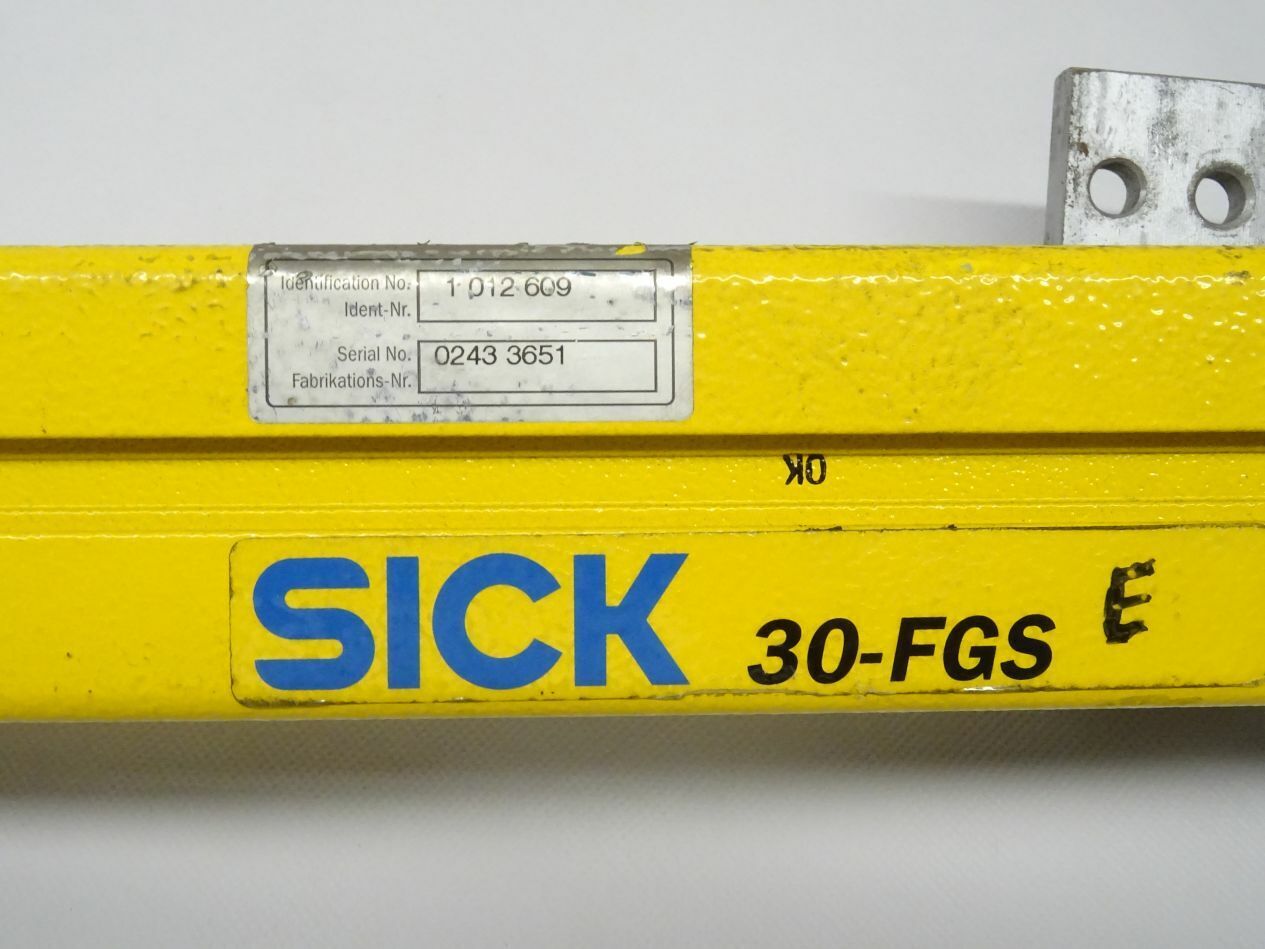 Identification No. 1 012 609
Ident-Nr.
Serial No. 0243 3651
Fabrikations-Nr.
OK
SICK 30-FGS E